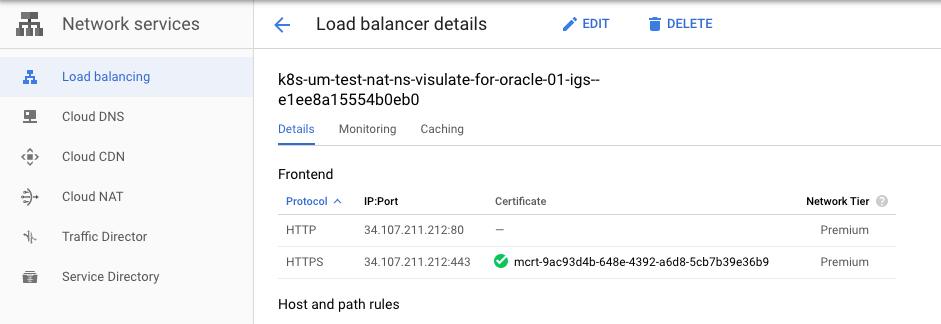 Network services
Load balancer details
EDIT
DELETE
Load balancing
Cloud DNS
Cloud CDN
Cloud NAT
Traffic Director
Service Directory
k8s-um-test-nat-ns-visulate-for-oracle-01-igs--
e1ee8a15554b0eb0
Details Monitoring Caching
Frontend
Protocol IP:Port Certificate Network Tier ?
HTTP 34.107.211.212:80 — Premium
HTTPS 34.107.211.212:443 mcrt-9ac93d4b-648e-4392-a6d8-5cb7b39e36b9 Premium
Host and path rules